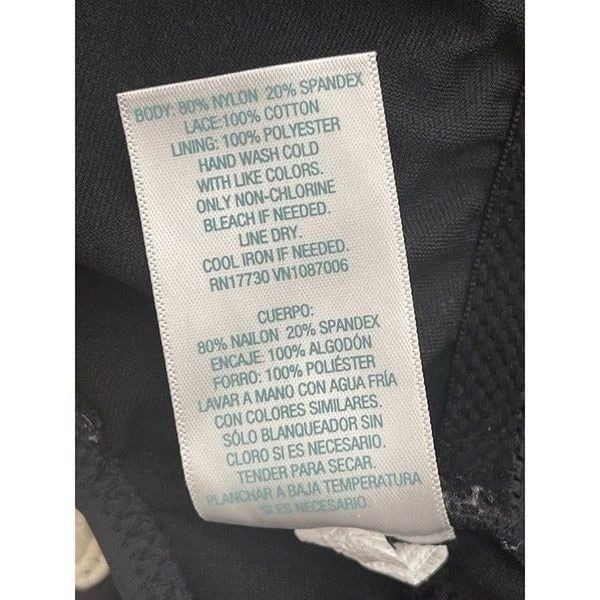 BODY: 80% NYLON 20% SPANDEX
LACE:100% COTTON
LINING: 100% POLYESTER
HAND WASH COLD
WITH LIKE COLORS.
ONLY NON-CHLORINE
BLEACH IF NEEDED.
LINE DRY.
COOL IRON IF NEEDED.
RN17730 VN1087006
CUERPO:
80% NAILON 20% SPANDEX
ENCAJE: 100% ALGODÓN
FORRO: 100% POLIÉSTER
LAVAR A MANO CON AGUA FRÍA
CON COLORES SIMILARES.
SÓLO BLANQUEADOR SIN
CLORO SI ES NECESARIO.
TENDER PARA SECAR.
PLANCHAR A BAJA TEMPERATURA
SI ES NECESARIO.